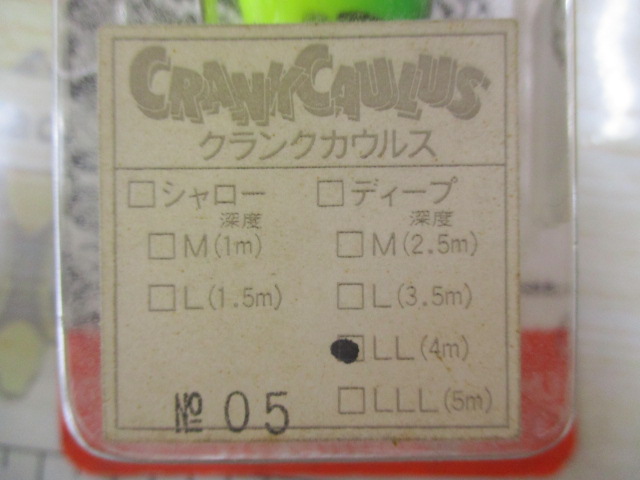 CRANKCAULUS
クランクカウルス
□シャロー □ディープ
深度 深度
□M(1m) □M(2.5m)
□L(1.5m) □L(3.5m)
□LL(4m)
№05 □LLL(5m)